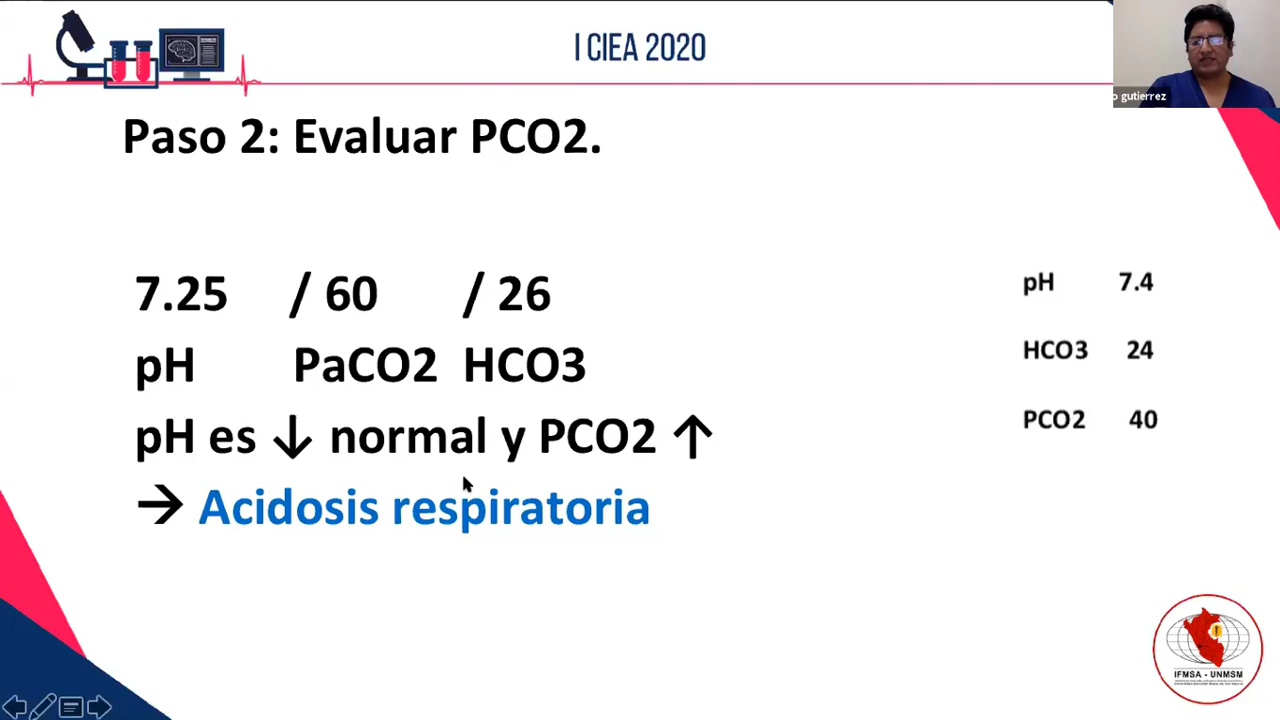 I CIEA 2020
o gutierrez
Paso 2: Evaluar PCO2.
7.25 / 60 / 26
pH PaCO2 HCO3
pH es ↓ normal y PCO2 ↑
→ Acidosis respiratoria
pH 7.4
HCO3 24
PCO2 40
IFMSA - UNMSM